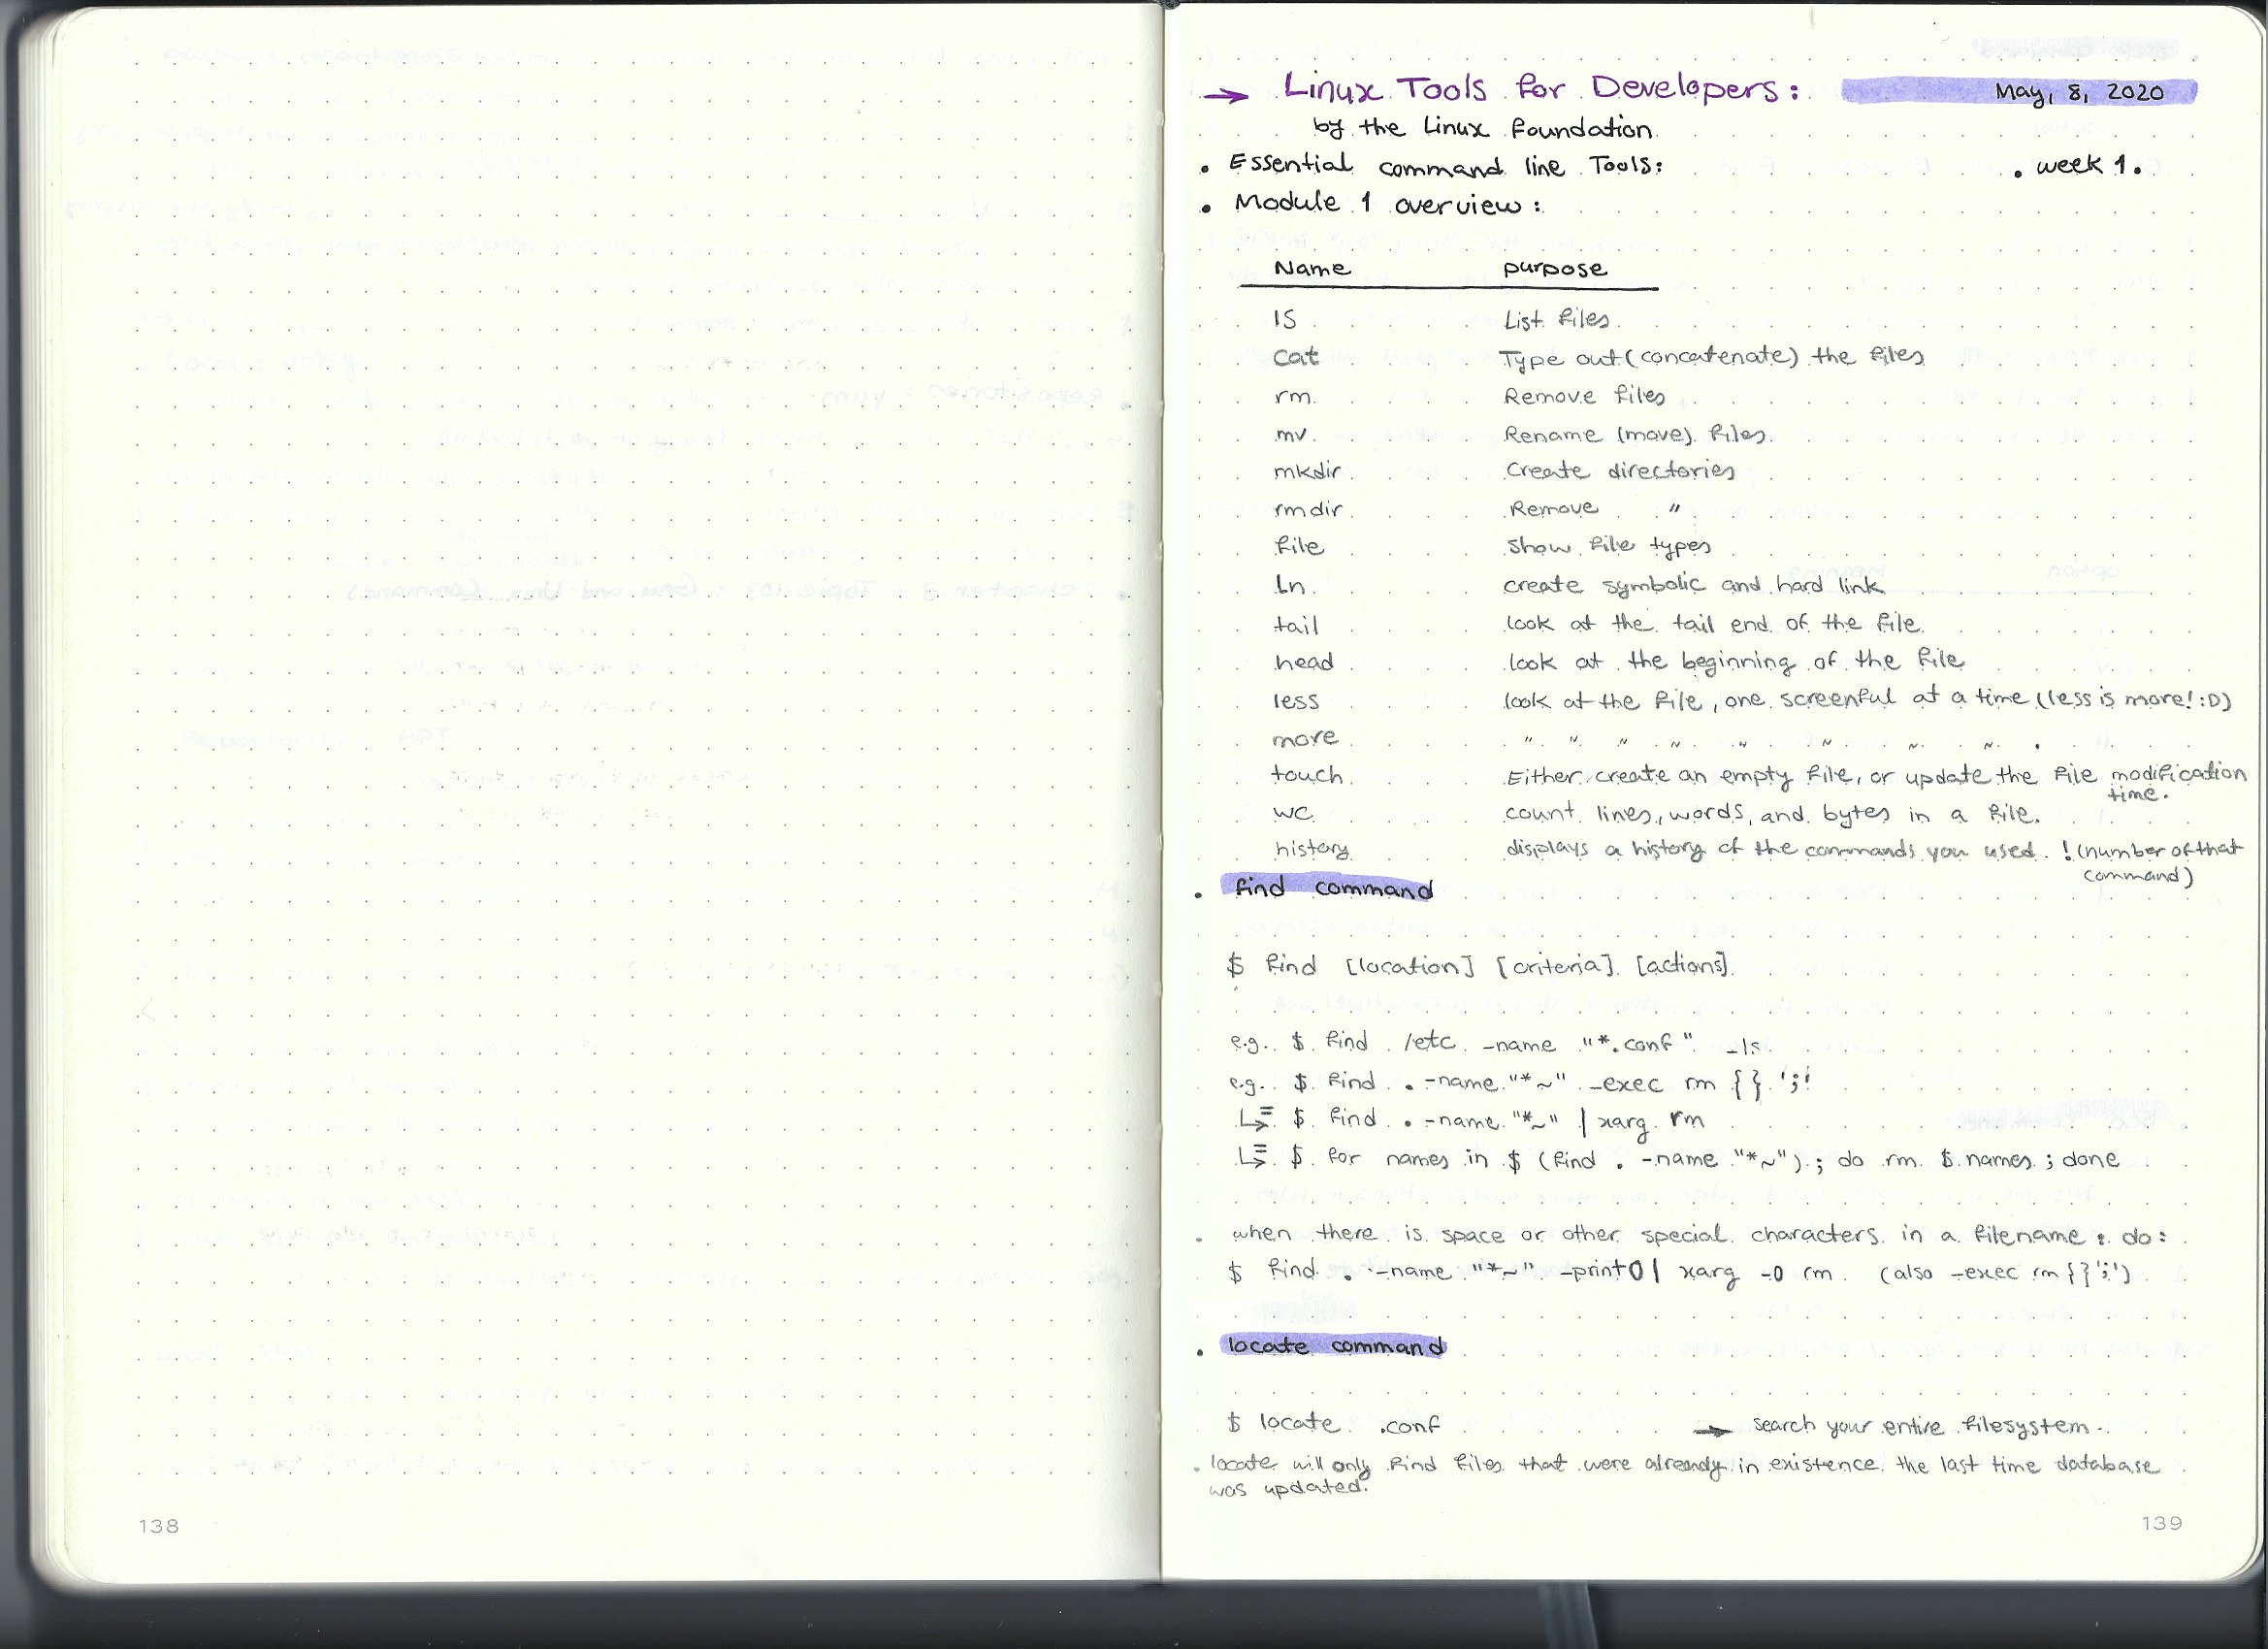 → Linux Tools for Developers: May, 8, 2020
by the Linux Foundation
. Essential command line Tools: . week 1.
. Module 1 overview:
Name purpose
ls List files
cat Type out (concatenate) the files
rm Remove files
mv Rename (move) files
mkdir Create directories
rmdir Remove "
file Show file types
Ln create symbolic and hard link
tail look at the tail end of the file
head look at the beginning of the file
less look at the file, one screenful at a time (less is more! :D)
more " " " " " " " "
touch Either create an empty file, or update the file modification
time.
wc count lines, words, and bytes in a file.
history displays a history of the commands you used. !(number of that
command)
. find command
$ find [location] [criteria] [actions]
e.g. $ find /etc -name "*.conf" -ls
e.g. $ find . -name "*~" -exec rm {} ';'
↳= $ find . -name "*~" | xarg rm
↳= $ for names in $ (find . -name "*~"); do rm $ names; done
. when there is space or other special characters in a filename: do:
$ find . -name "*~" -print0 | xarg -0 rm (also -exec rm {} ';')
. locate command
$ locate .conf → search your entire filesystem.
. locate will only find files that were already in existence the last time database
was updated.
138
139